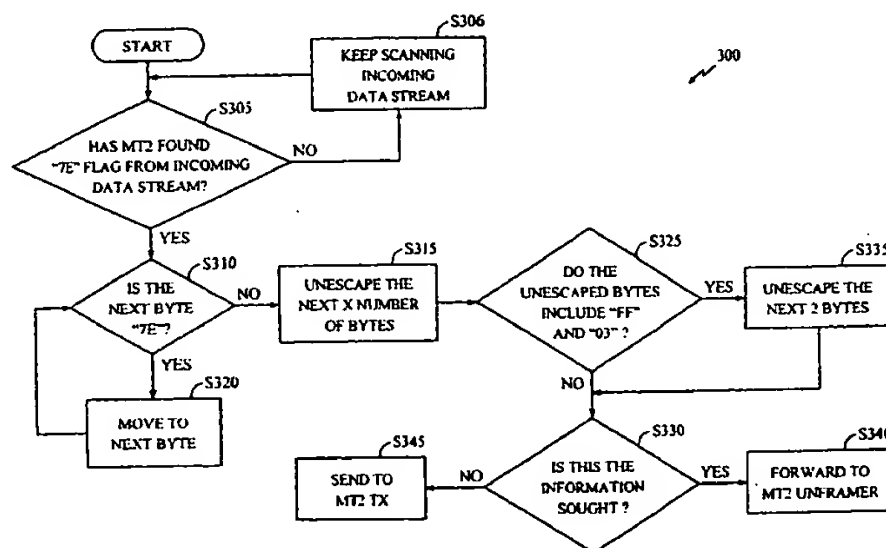 START
S306
KEEP SCANNING
INCOMING
DATA STREAM
300
S305
HAS MT2 FOUND
"7E" FLAG FROM INCOMING
DATA STREAM?
NO
YES
S310
IS THE
NEXT BYTE
"7E"?
NO
YES
S315
UNESCAPE THE
NEXT X NUMBER
OF BYTES
S325
DO THE
UNESCAPED BYTES
INCLUDE "FF"
AND "03" ?
YES
NO
S335
UNESCAPE THE
NEXT 2 BYTES
S320
MOVE TO
NEXT BYTE
S345
SEND TO
MT2 TX
NO
S330
IS THIS THE
INFORMATION
SOUGHT ?
YES
S340
FORWARD TO
MT2 UNFRAMER